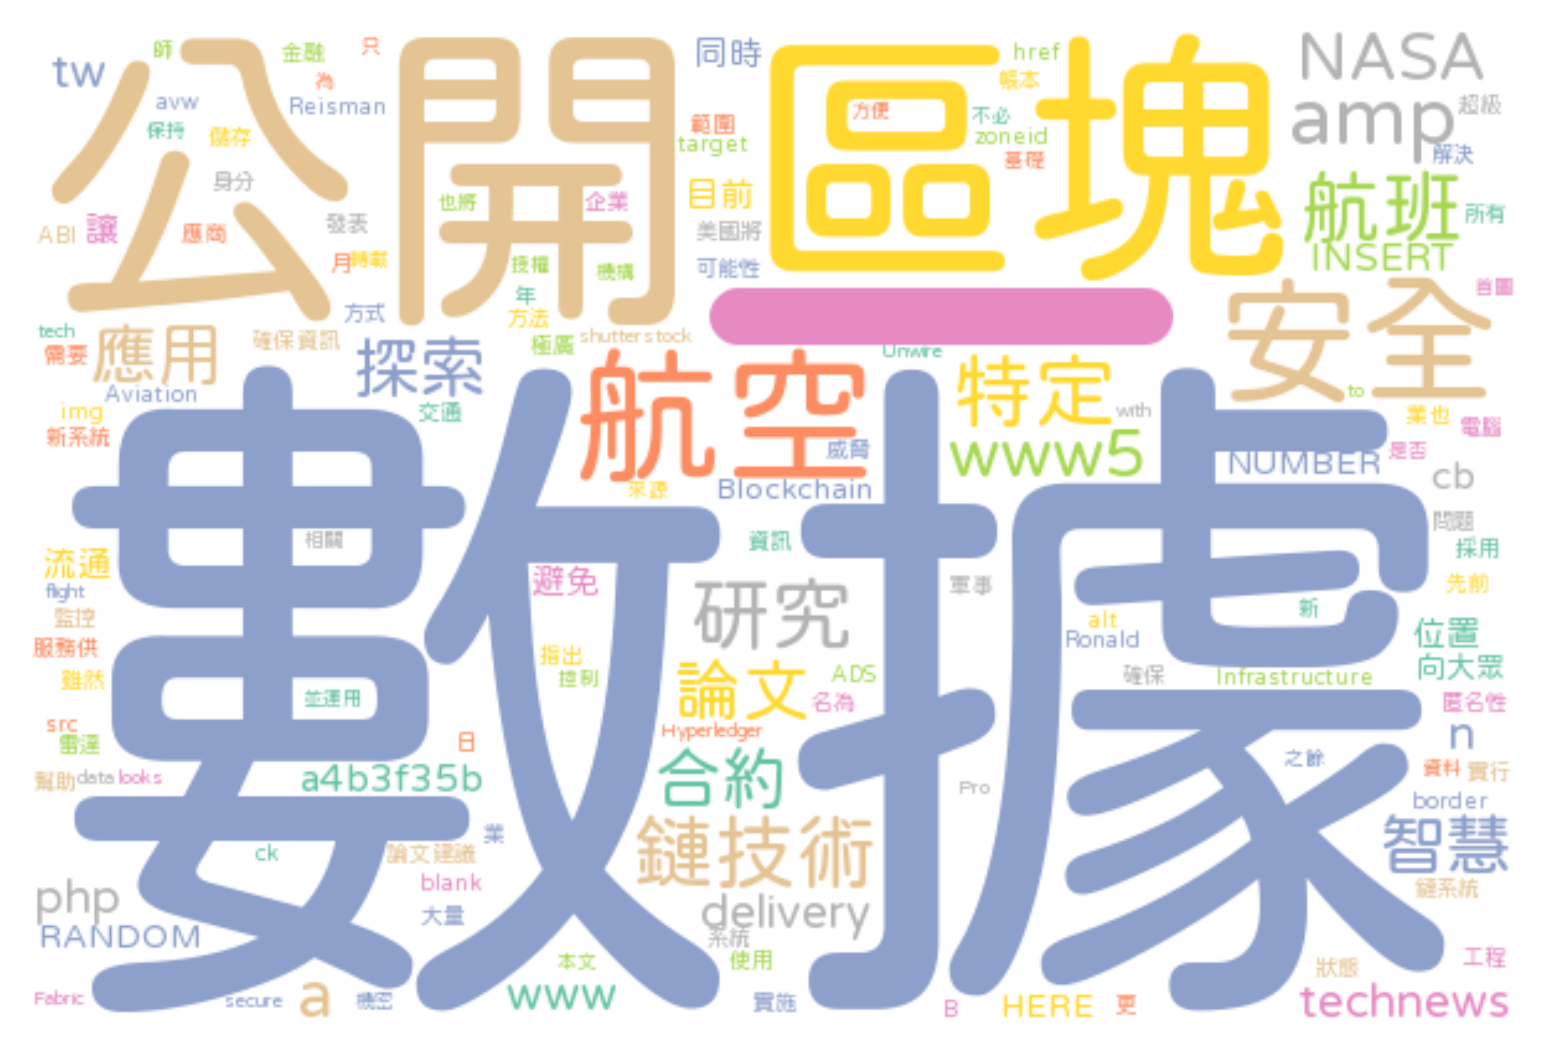 tw
師
金融
只
同時
href
NASA
公開
區塊
為
帳本
avw
Reisman
amp
超級
保持
儲存
範圍
target
方便
不必
zoneid
基礎
解決
身分
也將
企業
目前
航班
所有
ABI
讓
應商
發表
美國將
INSERT
月
轉載
授權
機構
可能性
年
方式
方法
安全
首圖
tech
應用
確保資訊
探索
極廣
shutterstock
Unwire
需要
Aviation
航空
特定
with
to
img
交通
業也
電腦
新系統
威脅
www5
NUMBER
是否
cb
來源
Blockchain
數據
相關
資訊
問題
採用
流通
flight
避免
研究
軍事
先前
監控
alt
新
服務供
指出
Ronald
位置
雖然
控制
論文
ADS
確保
Infrastructure
向大眾
並運用
名為
匿名性
src
Hyperledger
雷達
日
n
之餘
幫助
data
looks
a4b3f35b
合約
Pro
資料
實行
border
業
鏈技術
智慧
ck
論文建議
php
blank
鏈系統
大量
delivery
RANDOM
系統
本文
使用
狀態
工程
Fabric
secure
a
機密
www
實施
B
HERE
更
technews